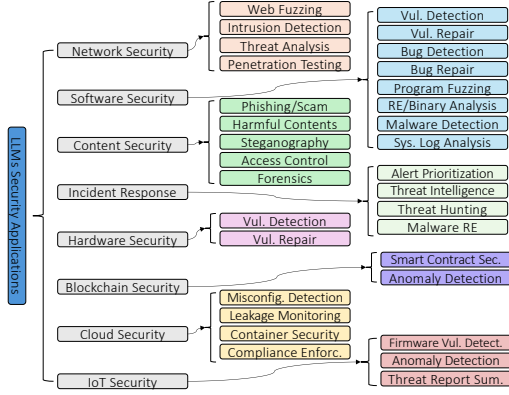 LLMs Security Applications
Network Security
Web Fuzzing
Intrusion Detection
Threat Analysis
Penetration Testing
Software Security
Vul. Detection
Vul. Repair
Bug Detection
Bug Repair
Program Fuzzing
RE/Binary Analysis
Malware Detection
Sys. Log Analysis
Content Security
Phishing/Scam
Harmful Contents
Steganography
Access Control
Forensics
Incident Response
Alert Prioritization
Threat Intelligence
Threat Hunting
Malware RE
Hardware Security
Vul. Detection
Vul. Repair
Blockchain Security
Smart Contract Sec.
Anomaly Detection
Cloud Security
Misconfig. Detection
Leakage Monitoring
Container Security
Compliance Enforc.
IoT Security
Firmware Vul. Detect.
Anomaly Detection
Threat Report Sum.